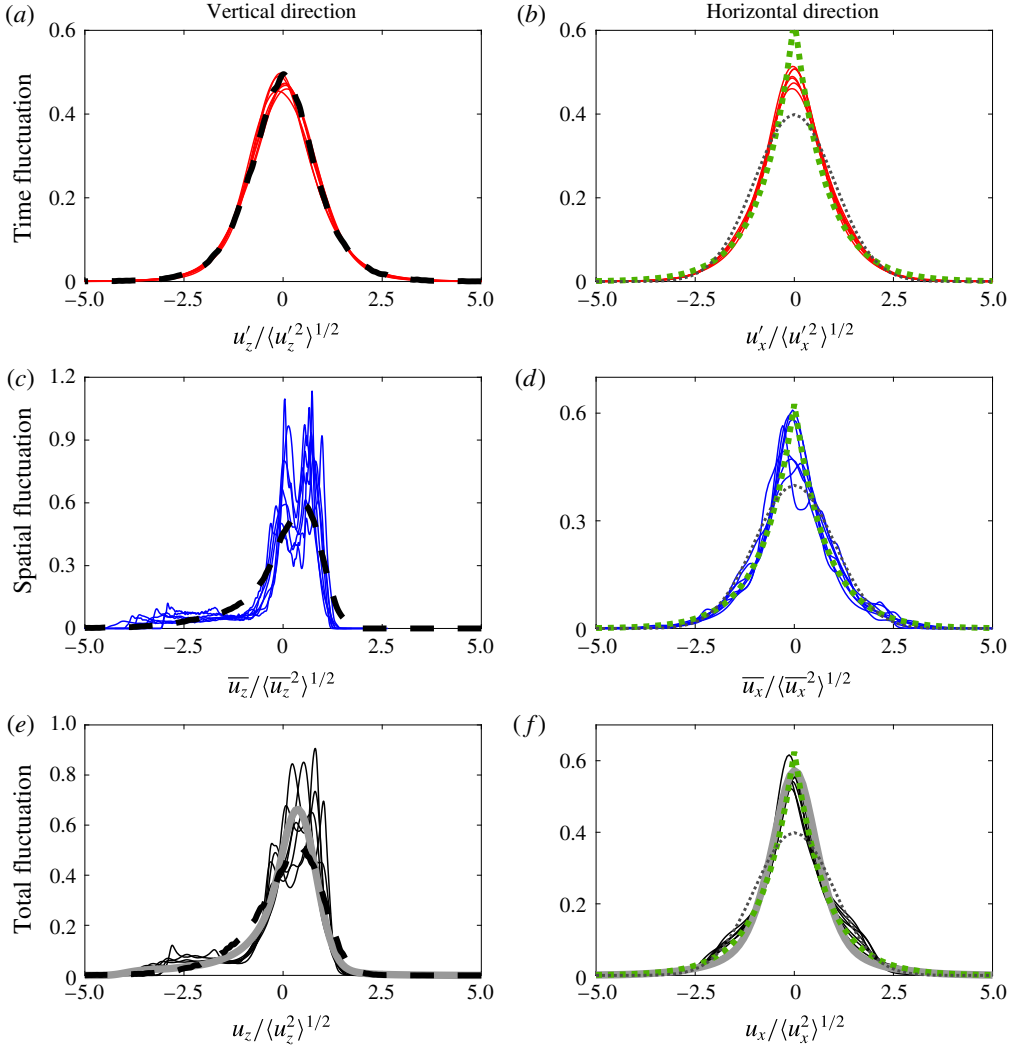 (a) Vertical direction (b) Horizontal direction
Time fluctuation
0.6 0.4 0.2 0
−5.0 −2.5 0 2.5 5.0
u′z/⟨u′z²⟩^1/2
0.6 0.4 0.2 0
−5.0 −2.5 0 2.5 5.0
u′x/⟨u′x²⟩^1/2
(c) (d)
Spatial fluctuation
1.2 0.9 0.6 0.3 0
−5.0 −2.5 0 2.5 5.0
u̅z/⟨u̅z²⟩^1/2
0.6 0.3 0
−5.0 −2.5 0 2.5 5.0
u̅x/⟨u̅x²⟩^1/2
(e) (f)
Total fluctuation
1.0 0.8 0.6 0.4 0.2 0
−5.0 −2.5 0 2.5 5.0
uz/⟨uz²⟩^1/2
0.6 0.4 0.2 0
−5.0 −2.5 0 2.5 5.0
ux/⟨ux²⟩^1/2